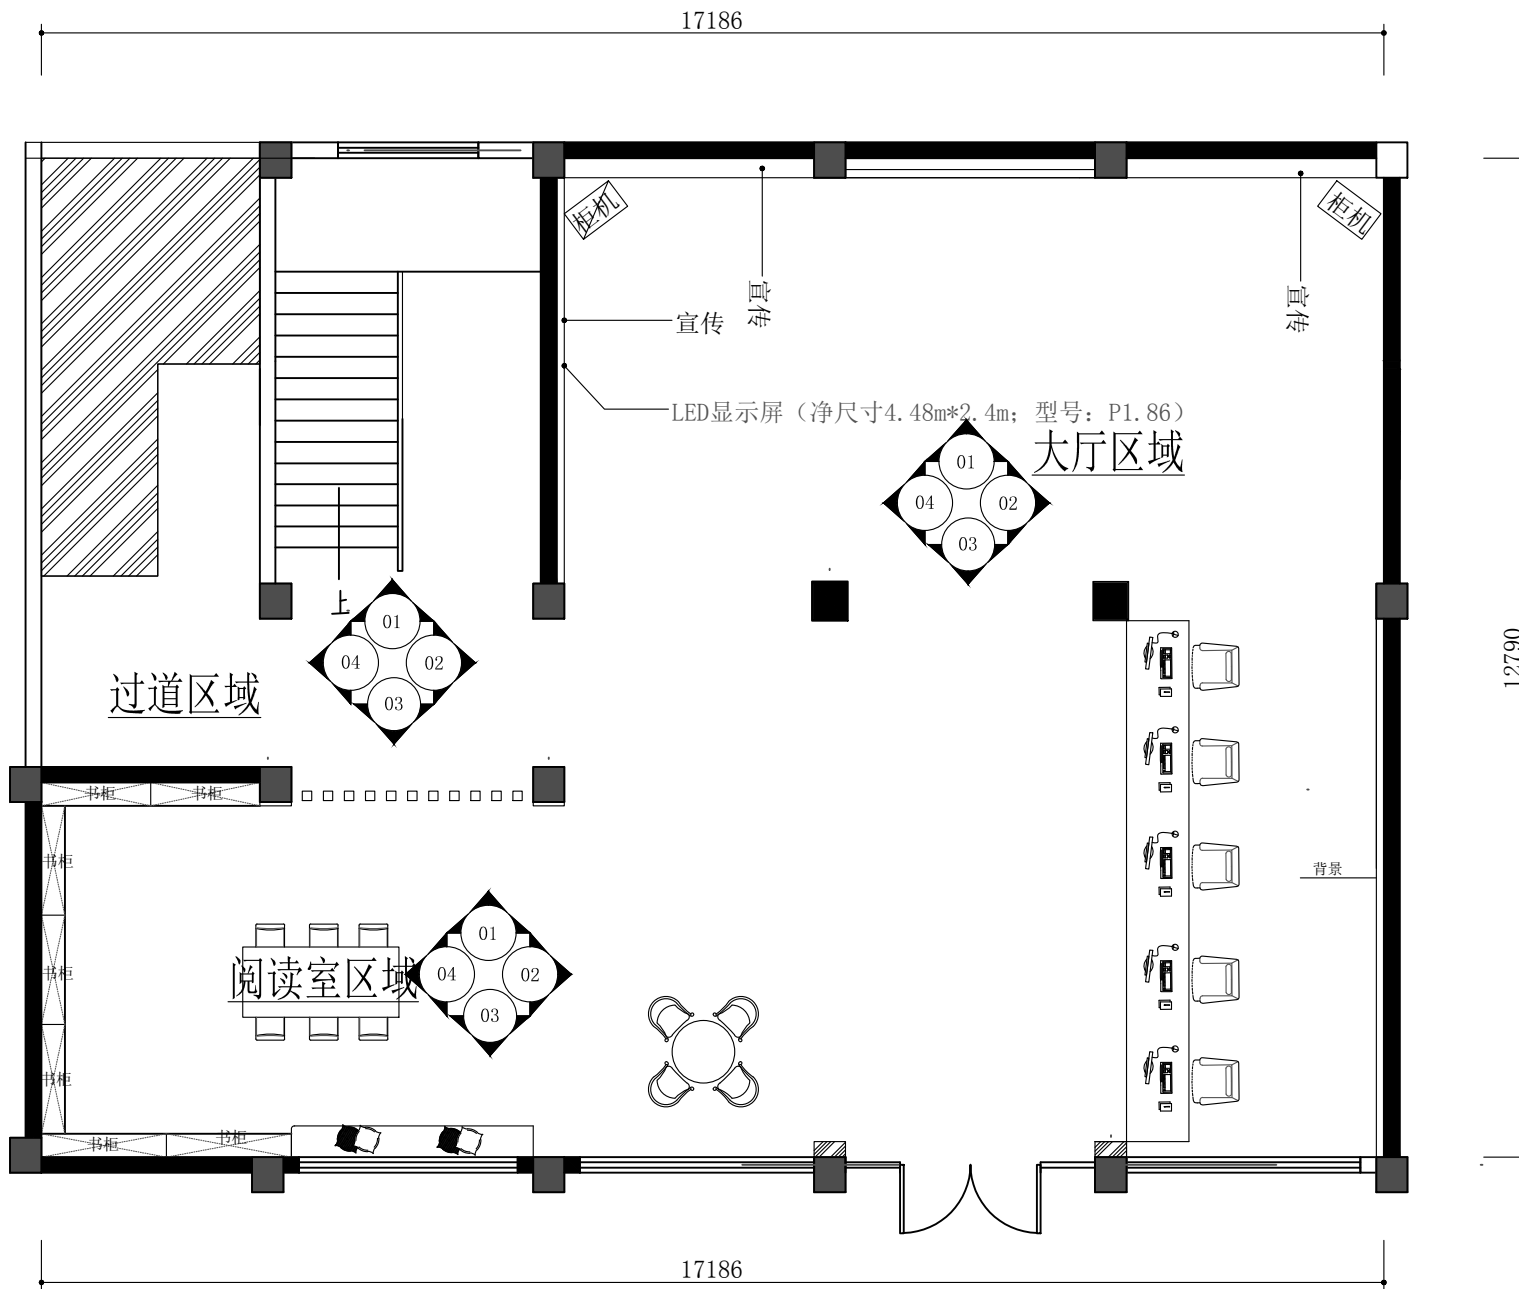 17186
柜机
柜机
宣传
宣传
宣传
LED显示屏（净尺寸4.48m*2.4m；型号：P1.86）
大厅区域
01
04
02
03
上
01
04
02
03
过道区域
12790
书柜
书柜
书柜
背景
01
阅读室区域
04
02
03
书柜
书柜
书柜
书柜
17186